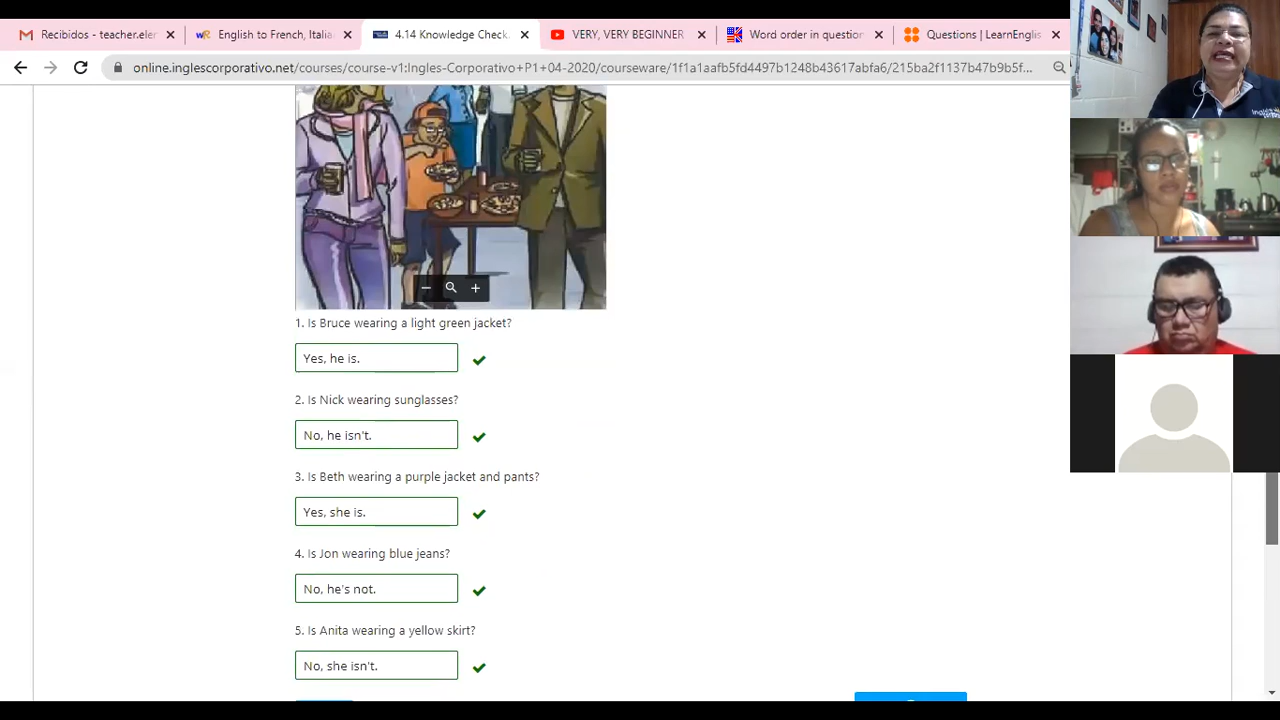 Recibidos - teacher.eler
English to French, Italia
4.14 Knowledge Check
VERY, VERY BEGINNER
Word order in question
Questions | LearnEnglis
online.inglescorporativo.net/courses/course-v1:Ingles-Corporativo+P1+04-2020/courseware/1f1a1aafb5fd4497b1248b43617abfa6/215ba2f1137b47b9b5f...
1. Is Bruce wearing a light green jacket?
Yes, he is.
2. Is Nick wearing sunglasses?
No, he isn't.
3. Is Beth wearing a purple jacket and pants?
Yes, she is.
4. Is Jon wearing blue jeans?
No, he's not.
5. Is Anita wearing a yellow skirt?
No, she isn't.